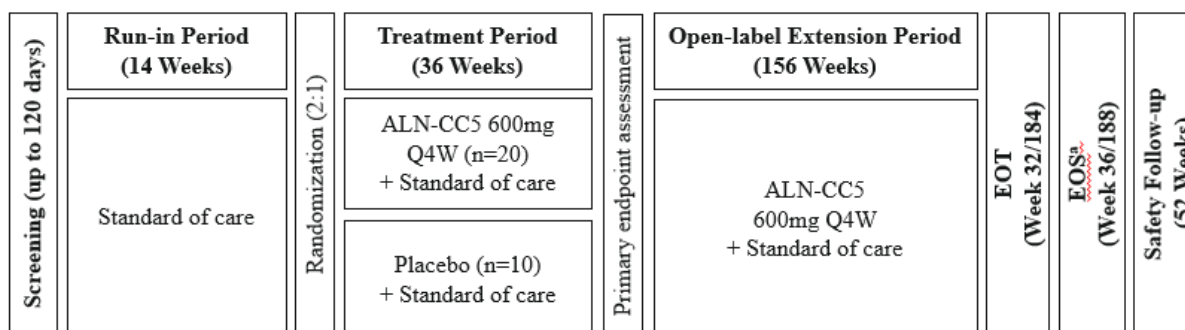 Screening (up to 120 days)
Run-in Period
(14 Weeks)
Standard of care
Randomization (2:1)
Treatment Period
(36 Weeks)
ALN-CC5 600mg
Q4W (n=20)
+ Standard of care
Placebo (n=10)
+ Standard of care
Primary endpoint assessment
Open-label Extension Period
(156 Weeks)
ALN-CC5
600mg Q4W
+ Standard of care
EOT
(Week 32/184)
EOSᵃ
(Week 36/188)
Safety Follow-up
(52 Weeks)